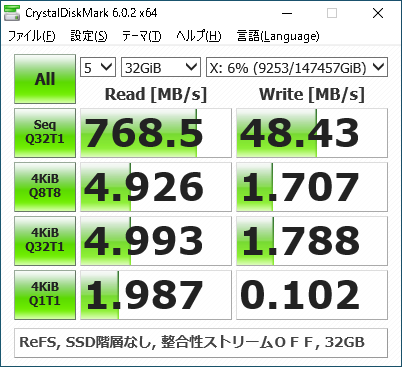 CrystalDiskMark 6.0.2 x64
ファイル(F) 設定(S) テーマ(T) ヘルプ(H) 言語(Language)
All 5 32GiB X: 6% (9253/147457GiB)
Read [MB/s] Write [MB/s]
Seq Q32T1 768.5 48.43
4KiB Q8T8 4.926 1.707
4KiB Q32T1 4.993 1.788
4KiB Q1T1 1.987 0.102
ReFS, SSD階層なし, 整合性ストリームＯＦＦ, 32GB